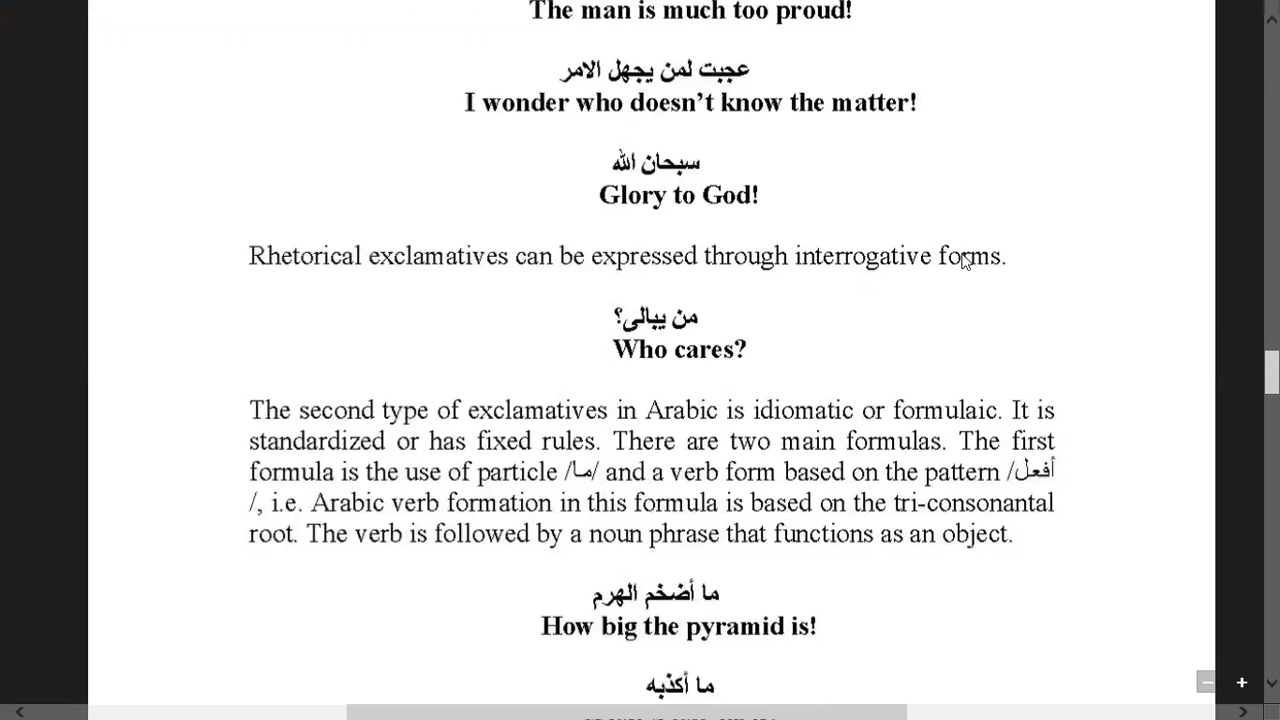 The man is much too proud!
عجبت لمن يجهل الامر
I wonder who doesn't know the matter!
سبحان الله
Glory to God!
Rhetorical exclamatives can be expressed through interrogative forms.
من يبالى؟
Who cares?
The second type of exclamatives in Arabic is idiomatic or formulaic. It is
standardized or has fixed rules. There are two main formulas. The first
formula is the use of particle /ما/ and a verb form based on the pattern /أفعل
/, i.e. Arabic verb formation in this formula is based on the tri-consonantal
root. The verb is followed by a noun phrase that functions as an object.
ما أضخم الهرم
How big the pyramid is!
ما أكذبه